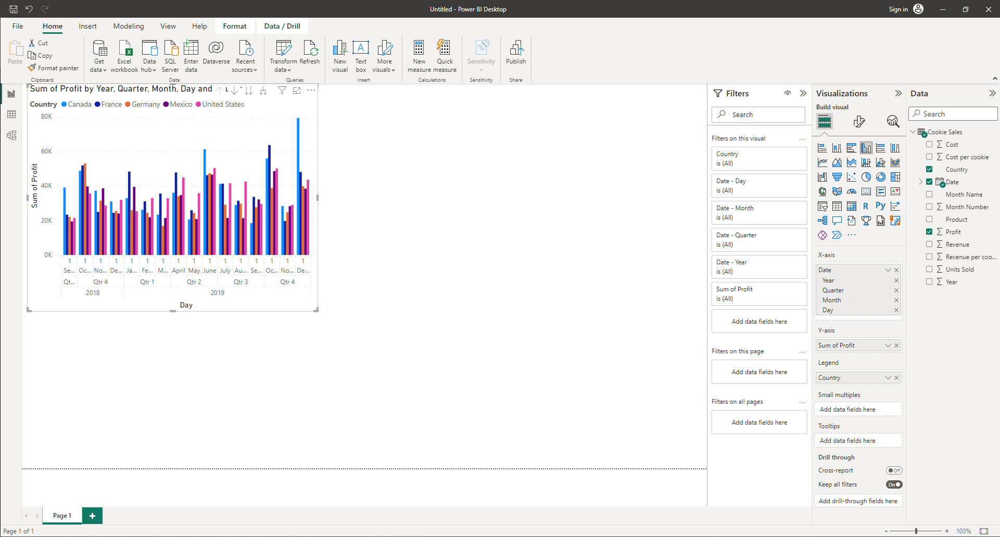 Untitled - Power BI Desktop
Sign in
File Home Insert Modeling View Help Format Data / Drill
Paste
Cut
Copy
Format painter
Clipboard
Get data
Excel workbook
Data hub
SQL Server
Enter data
Dataverse
Recent sources
Data
Transform data
Refresh
Queries
New visual
Text box
More visuals
Insert
New measure
Quick measure
Calculations
Sensitivity
Sensitivity
Publish
Share
Sum of Profit by Year, Quarter, Month, Day and
Country Canada France Germany Mexico United States
80K
60K
40K
20K
0K
Sum of Profit
1 1 1 1 1 1 1 1 1 1 1 1 1 1 1 1
Se... Oc... No... De... Ja... Fe... M... April May June July Au... Se... Oc... No... De...
Qt... Qtr 4 Qtr 1 Qtr 2 Qtr 3 Qtr 4
2018 2019
Day
Filters
Search
Filters on this visual ...
Country
is (All)
Date - Day
is (All)
Date - Month
is (All)
Date - Quarter
is (All)
Date - Year
is (All)
Sum of Profit
is (All)
Add data fields here
Filters on this page ...
Add data fields here
Filters on all pages ...
Add data fields here
Visualizations
Build visual
123
R
Py
...
X-axis
Date
Year
Quarter
Month
Day
Y-axis
Sum of Profit
Legend
Country
Small multiples
Add data fields here
Tooltips
Add data fields here
Drill through
Cross-report Off
Keep all filters On
Add drill-through fields here
Data
Search
Cookie Sales
Cost
Cost per cookie
Country
Date
Month Name
Month Number
Product
Profit
Revenue
Revenue per coo...
Units Sold
Year
Page 1
Page 1 of 1
- + 103%